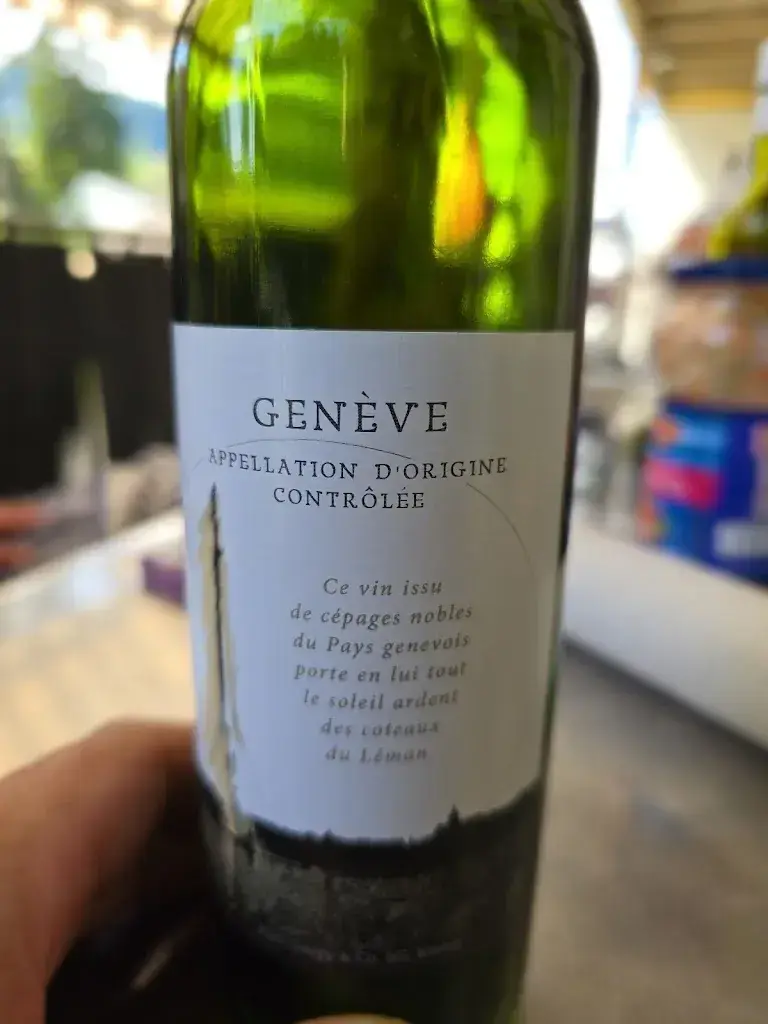 GENÈVE
APPELLATION D'ORIGINE
CONTRÔLÉE
Ce vin issu
de cépages nobles
du Pays genevois
porte en lui tout
le soleil ardent
des coteaux
du Léman